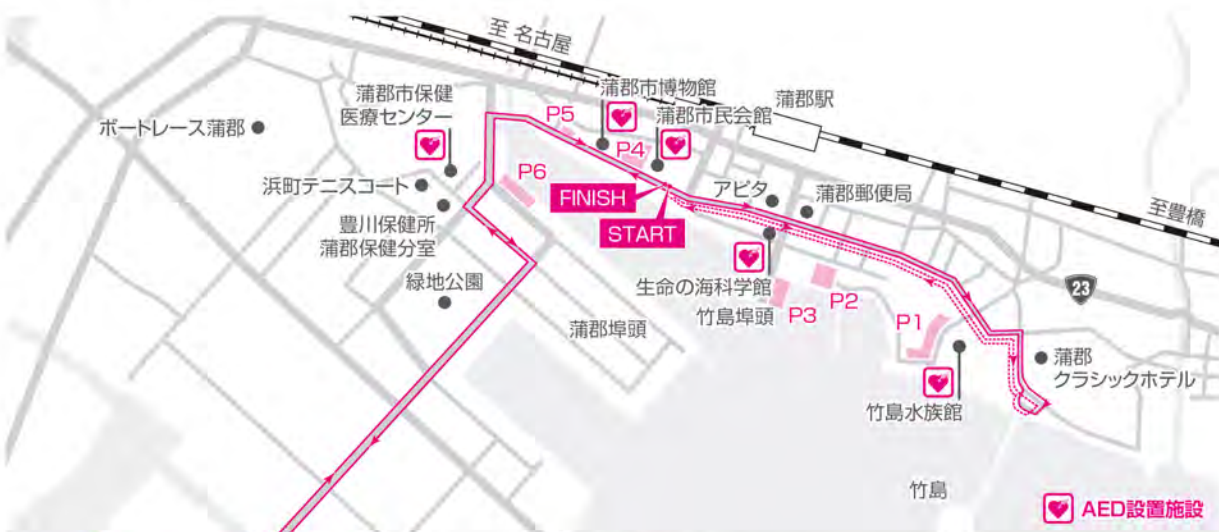 至 名古屋
蒲郡市博物館
蒲郡駅
蒲郡市保健
医療センター
蒲郡市民会館
P5
ボートレース蒲郡
P4
P6
浜町テニスコート
FINISH
アピタ
蒲郡郵便局
至豊橋
豊川保健所
蒲郡保健分室
START
生命の海科学館
23
緑地公園
P2
竹島埠頭
P3
蒲郡埠頭
P1
蒲郡
クラシックホテル
竹島水族館
竹島
AED設置施設